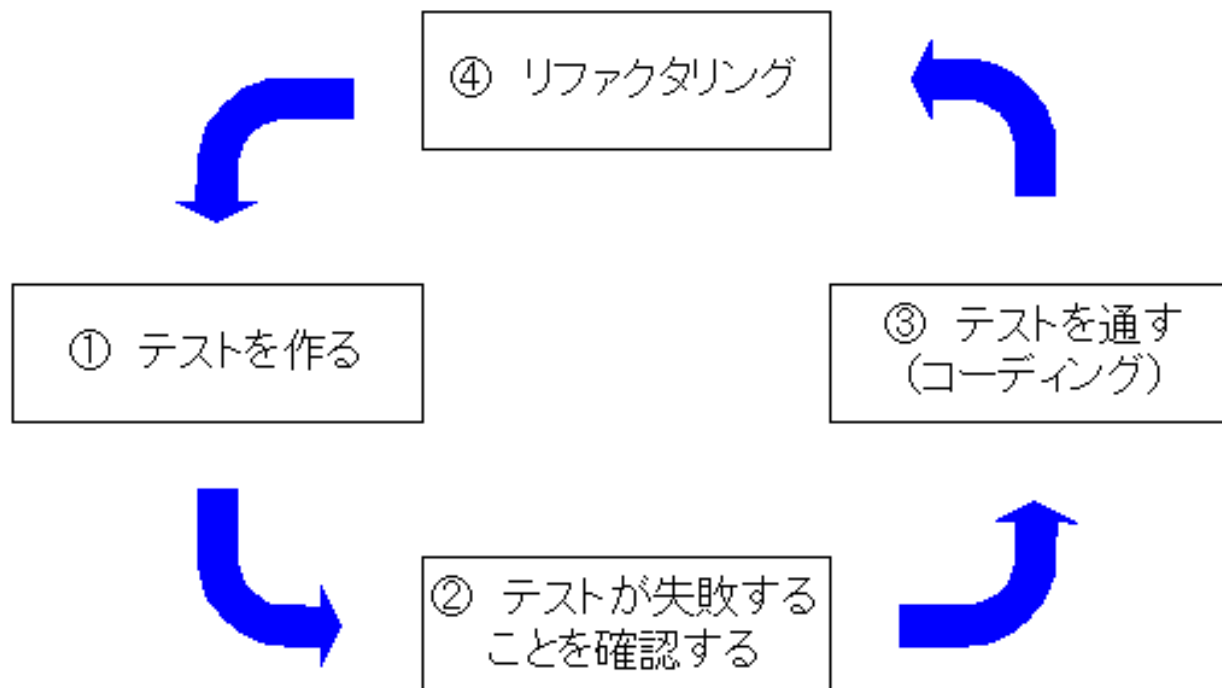 ④ リファクタリング
① テストを作る
③ テストを通す
(コーディング)
② テストが失敗する
ことを確認する